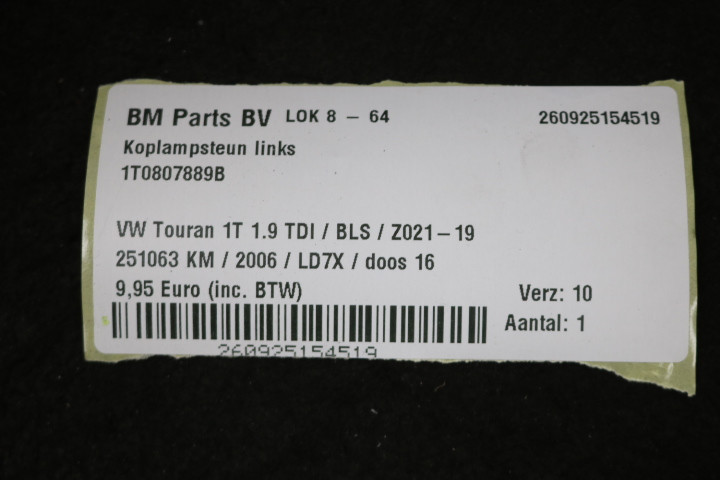 BM Parts BV LOK 8 - 64 260925154519
Koplampsteun links
1T0807889B
VW Touran 1T 1.9 TDI / BLS / Z021-19
251063 KM / 2006 / LD7X / doos 16
9,95 Euro (inc. BTW) Verz: 10
Aantal: 1
260925154519